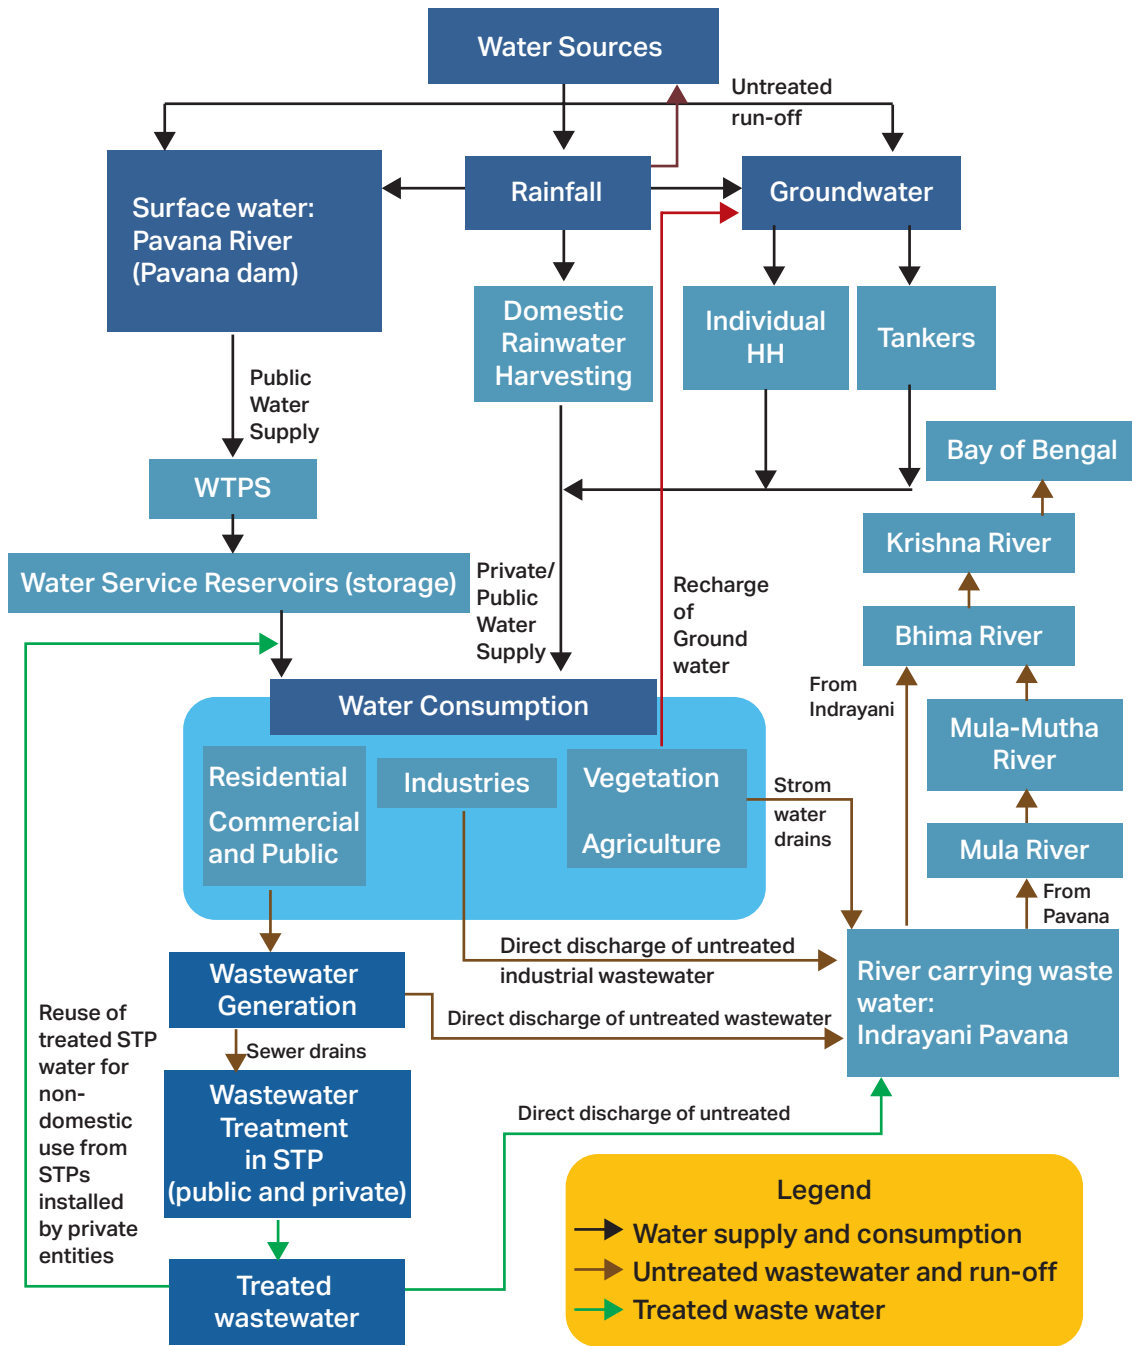 Water Sources
Untreated
run-off
Surface water:
Pavana River
(Pavana dam)
Rainfall
Groundwater
Domestic
Rainwater
Harvesting
Individual
HH
Tankers
Public
Water
Supply
WTPS
Water Service Reservoirs (storage)
Private/
Public
Water
Supply
Recharge
of
Ground
water
Bay of Bengal
Krishna River
Bhima River
From
Indrayani
Mula-Mutha
River
Mula River
From
Pavana
Water Consumption
Residential
Commercial
and Public
Industries
Vegetation
Agriculture
Strom
water
drains
Direct discharge of untreated
industrial wastewater
Wastewater
Generation
Direct discharge of untreated wastewater
River carrying waste
water:
Indrayani Pavana
Sewer drains
Reuse of
treated STP
water for
non-
domestic
use from
STPs
installed
by private
entities
Wastewater
Treatment
in STP
(public and private)
Direct discharge of untreated
Treated
wastewater
Legend
Water supply and consumption
Untreated wastewater and run-off
Treated waste water